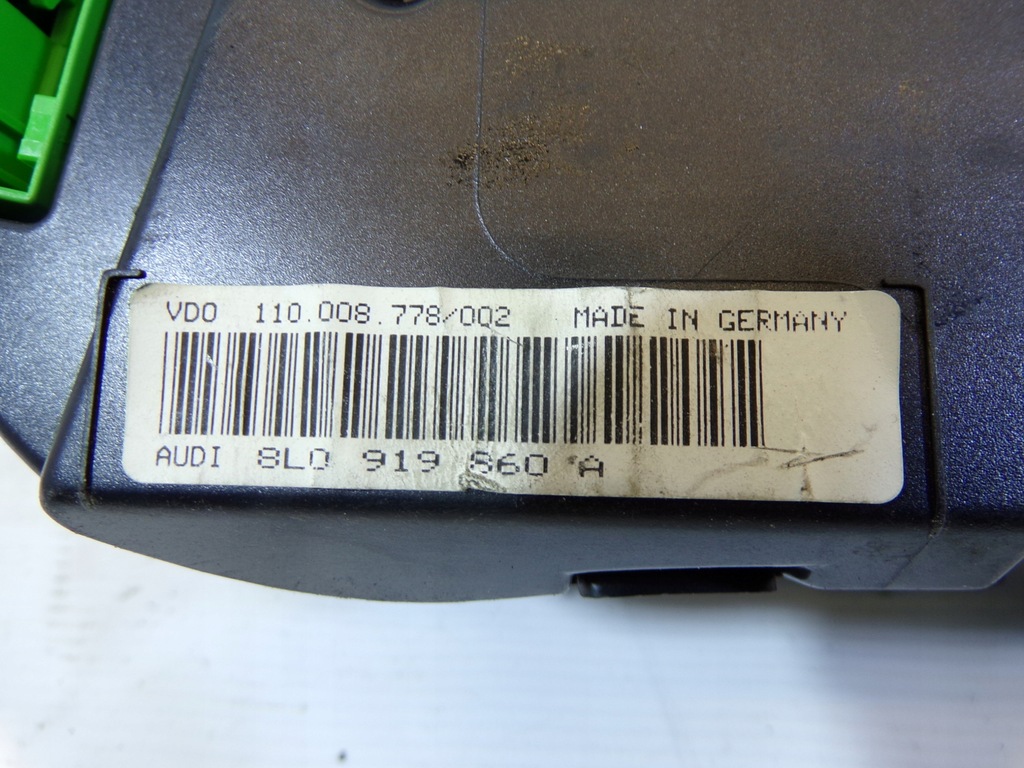 VDO 110.008.778/002 MADE IN GERMANY
AUDI 8L0 919 860 A